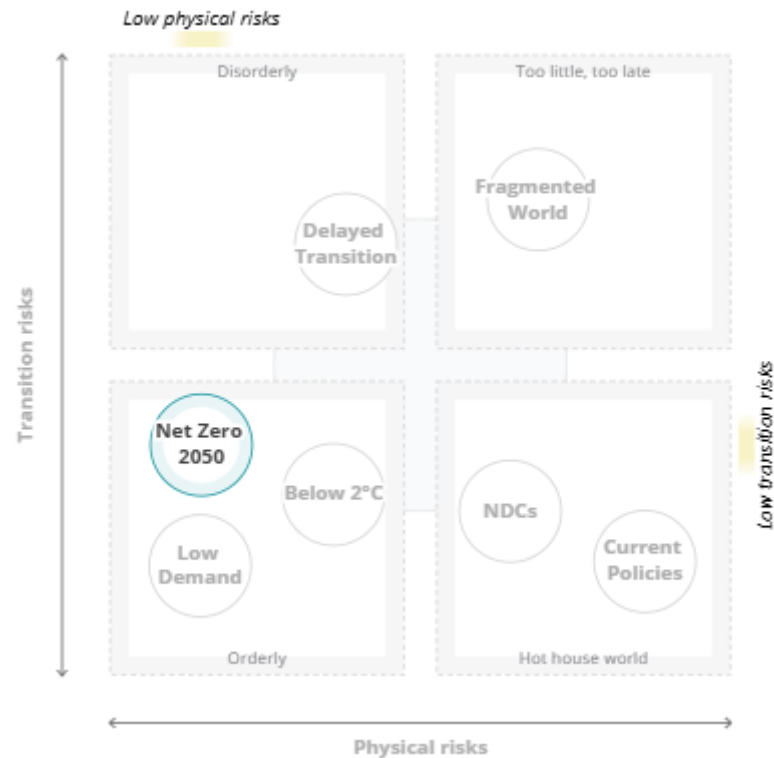 Low physical risks
Disorderly
Too little, too late
Fragmented
World
Delayed
Transition
Transition risks
Low transition risks
Net Zero
2050
Below 2°C
NDCs
Low
Demand
Current
Policies
Orderly
Hot house world
Physical risks